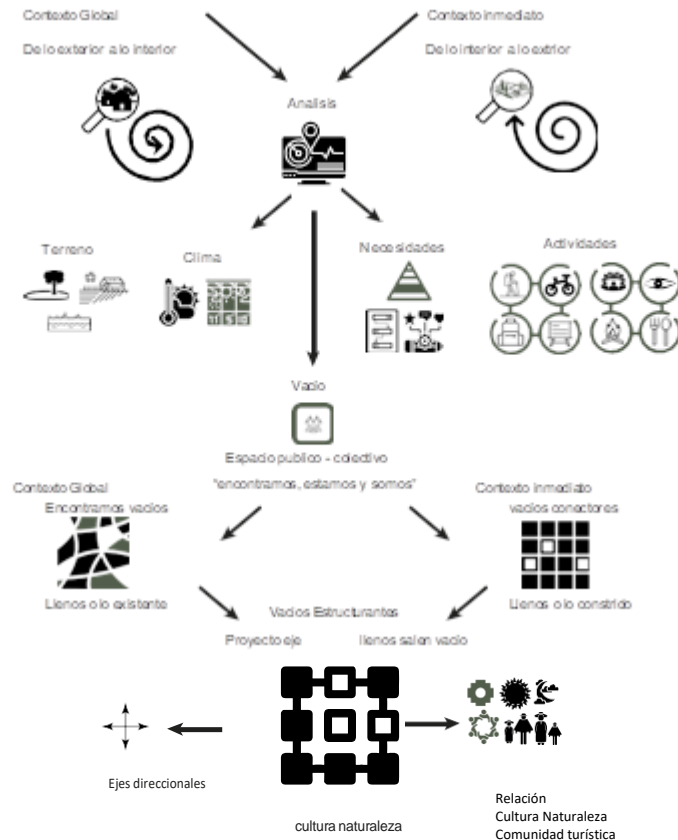 Contexto Global
Contexto inmediato
De lo exterior a lo interior
De lo interior a lo extrior
Analisis
Terreno
Clima
Necesidades
Actividades
Vacio
Espacio publico - colectivo
"encontramos, estamos y somos"
Contexto Global
Contexto inmediato
Encontramos vacios
vacios conectores
Llenos o lo existente
Llenos o lo constrido
Vacios Estructurantes
Proyecto eje
llenos salen vacio
Ejes direccionales
cultura naturaleza
Relación
Cultura Naturaleza
Comunidad turística